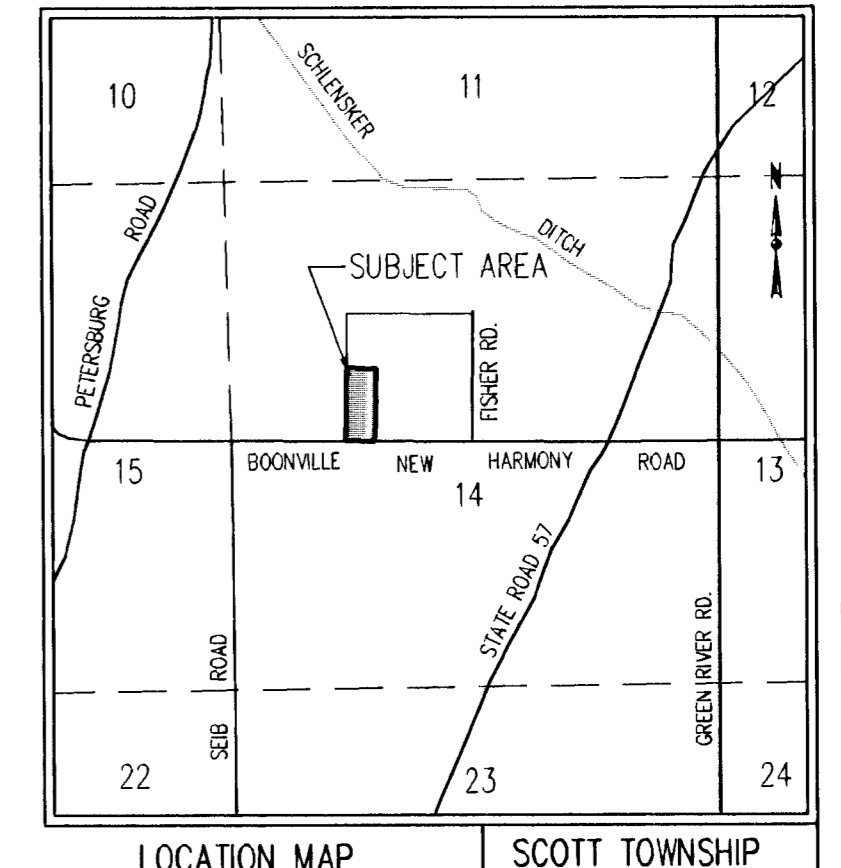 10
11
12
SCHLENSKER
DITCH
N
PETERSBURG ROAD
SUBJECT AREA
FISHER RD.
BOONVILLE NEW HARMONY ROAD
15
14
13
STATE ROAD 57
SEIB ROAD
GREEN RIVER RD.
22
23
24
LOCATION MAP
SCOTT TOWNSHIP